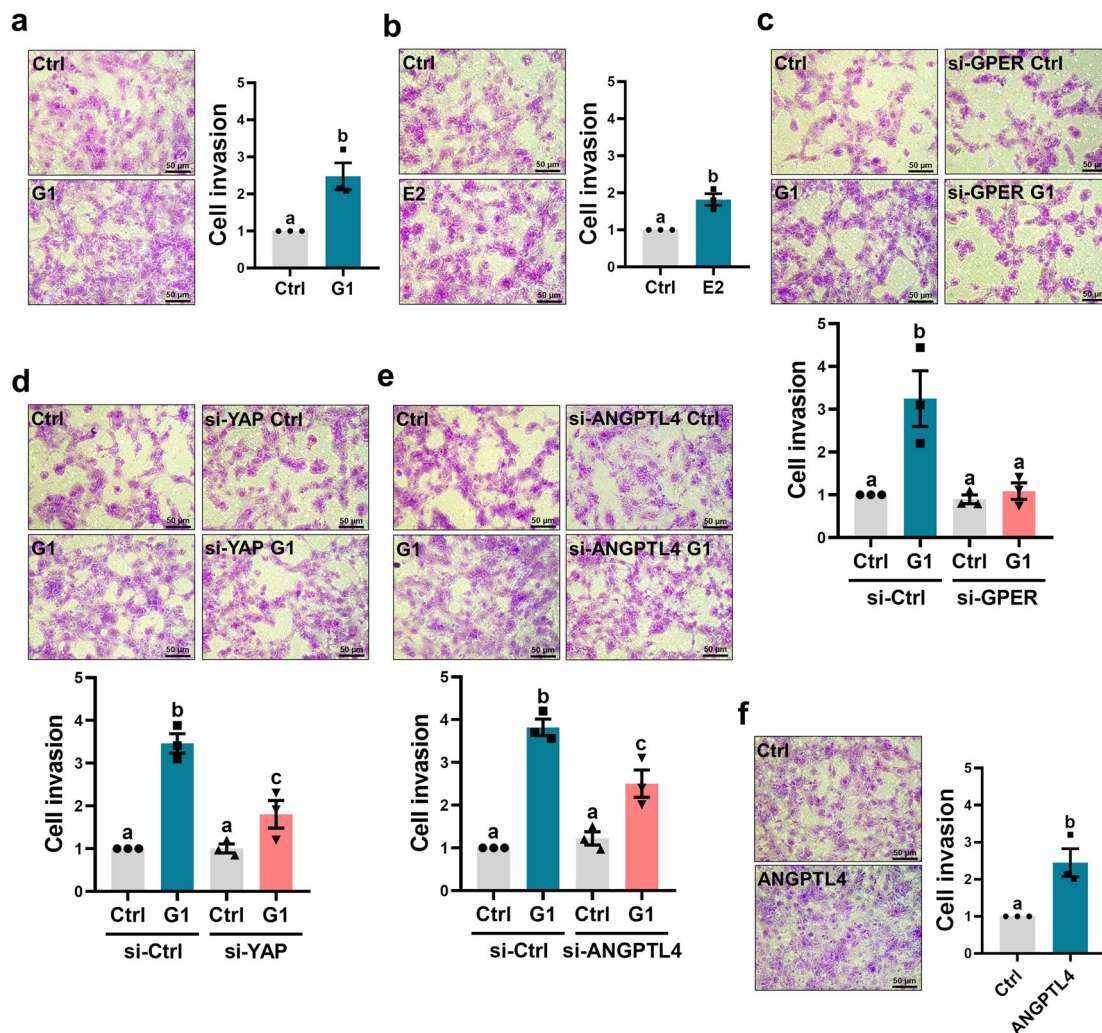 a
Ctrl
50 μm
G1
50 μm
Cell invasion
5
4
3
2
1
0
a
b
Ctrl G1
b
Ctrl
50 μm
E2
50 μm
Cell invasion
5
4
3
2
1
0
a
b
Ctrl E2
c
Ctrl
50 μm
si-GPER Ctrl
50 μm
G1
50 μm
si-GPER G1
50 μm
Cell invasion
5
4
3
2
1
0
a
b
a
a
Ctrl G1 Ctrl G1
si-Ctrl si-GPER
d
Ctrl
50 μm
si-YAP Ctrl
50 μm
G1
50 μm
si-YAP G1
50 μm
Cell invasion
5
4
3
2
1
0
a
b
a
c
Ctrl G1 Ctrl G1
si-Ctrl si-YAP
e
Ctrl
50 μm
si-ANGPTL4 Ctrl
50 μm
G1
50 μm
si-ANGPTL4 G1
50 μm
Cell invasion
5
4
3
2
1
0
a
b
a
c
Ctrl G1 Ctrl G1
si-Ctrl si-ANGPTL4
f
Ctrl
50 μm
ANGPTL4
50 μm
Cell invasion
5
4
3
2
1
0
a
b
Ctrl
ANGPTL4